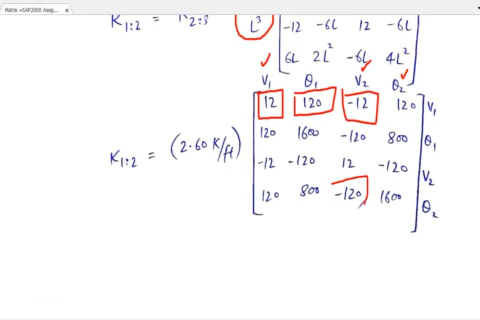 Matrix +SAP2000 Assig...
K1:2 = K2:3
L³
-12 -6L 12 -6L
6L 2L² -6L 4L²
V1 θ1 V2 θ2
12 120 -12 120 V1
120 1600 -120 800 θ1
K1:2 = (2.60 K/ft)
-12 -120 12 -120 V2
120 800 -120 1600 θ2